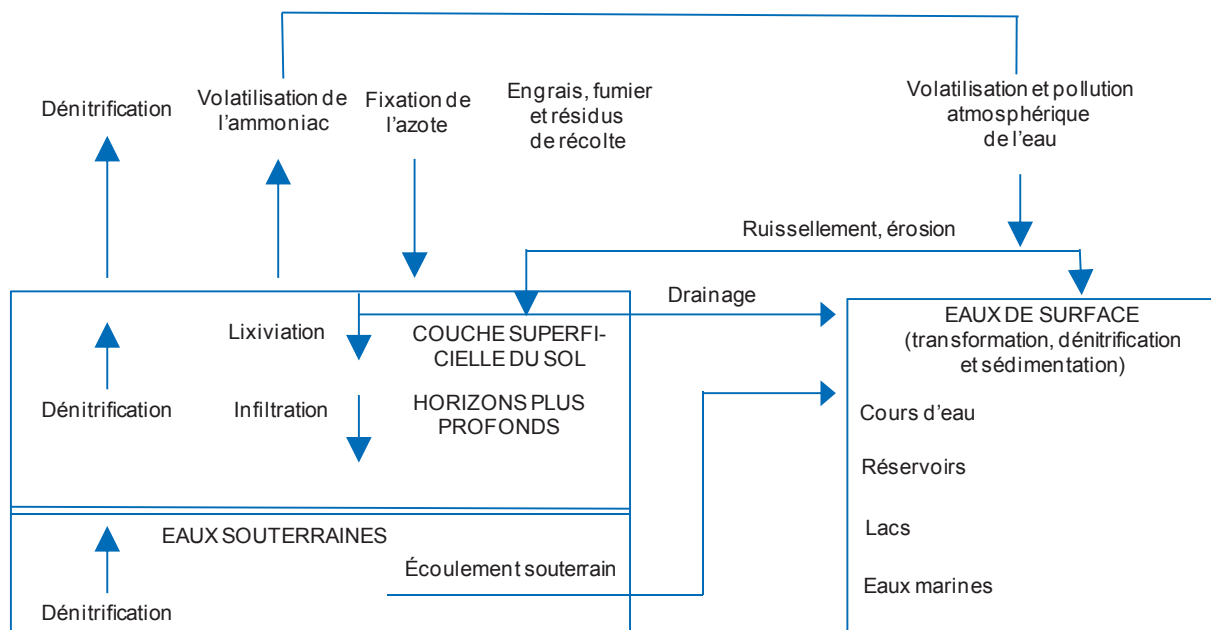 Dénitrification
Volatilisation de
l'ammoniac
Fixation de
l'azote
Engrais, fumier
et résidus
de récolte
Volatilisation et pollution
atmosphérique
de l'eau
Ruissellement, érosion
Drainage
Lixiviation
COUCHE SUPERFI-
CIELLE DU SOL
Dénitrification
Infiltration
HORIZONS PLUS
PROFONDS
EAUX DE SURFACE
(transformation, dénitrification
et sédimentation)
Cours d'eau
Réservoirs
Lacs
Eaux marines
EAUX SOUTERRAINES
Écoulement souterrain
Dénitrification